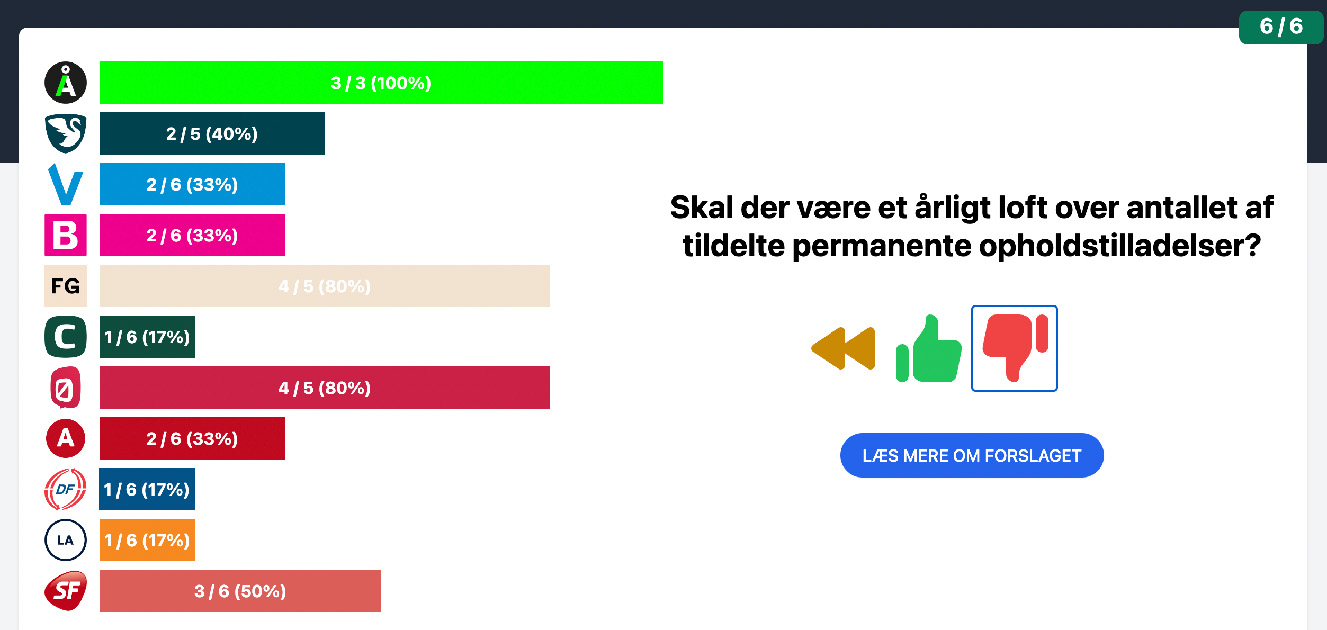 6 / 6
Å
3 / 3 (100%)
2 / 5 (40%)
V
2 / 6 (33%)
B
2 / 6 (33%)
FG
4 / 5 (80%)
C
1 / 6 (17%)
Ø
4 / 5 (80%)
A
2 / 6 (33%)
DF
1 / 6 (17%)
LA
1 / 6 (17%)
SF
3 / 6 (50%)
Skal der være et årligt loft over antallet af
tildelte permanente opholdstilladelser?
LÆS MERE OM FORSLAGET